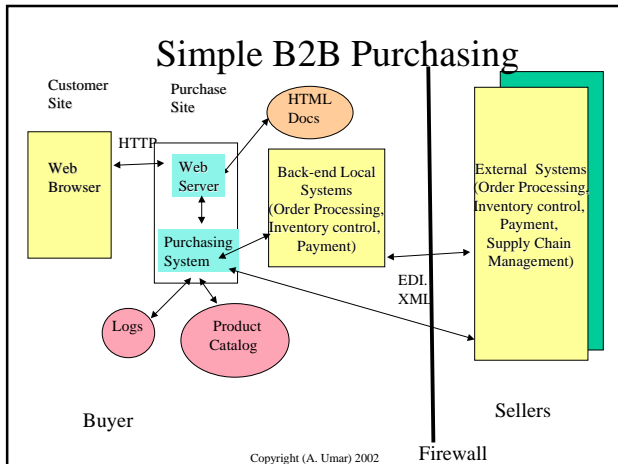 Simple B2B Purchasing
Customer
Site
Purchase
Site
HTTP
Web
Browser
Web
Server
Purchasing
System
HTML
Docs
Back-end Local
Systems
(Order Processing,
Inventory control,
Payment)
External Systems
(Order Processing,
Inventory control,
Payment,
Supply Chain
Management)
EDI.
XML
Logs
Product
Catalog
Buyer
Sellers
Firewall
Copyright (A. Umar) 2002